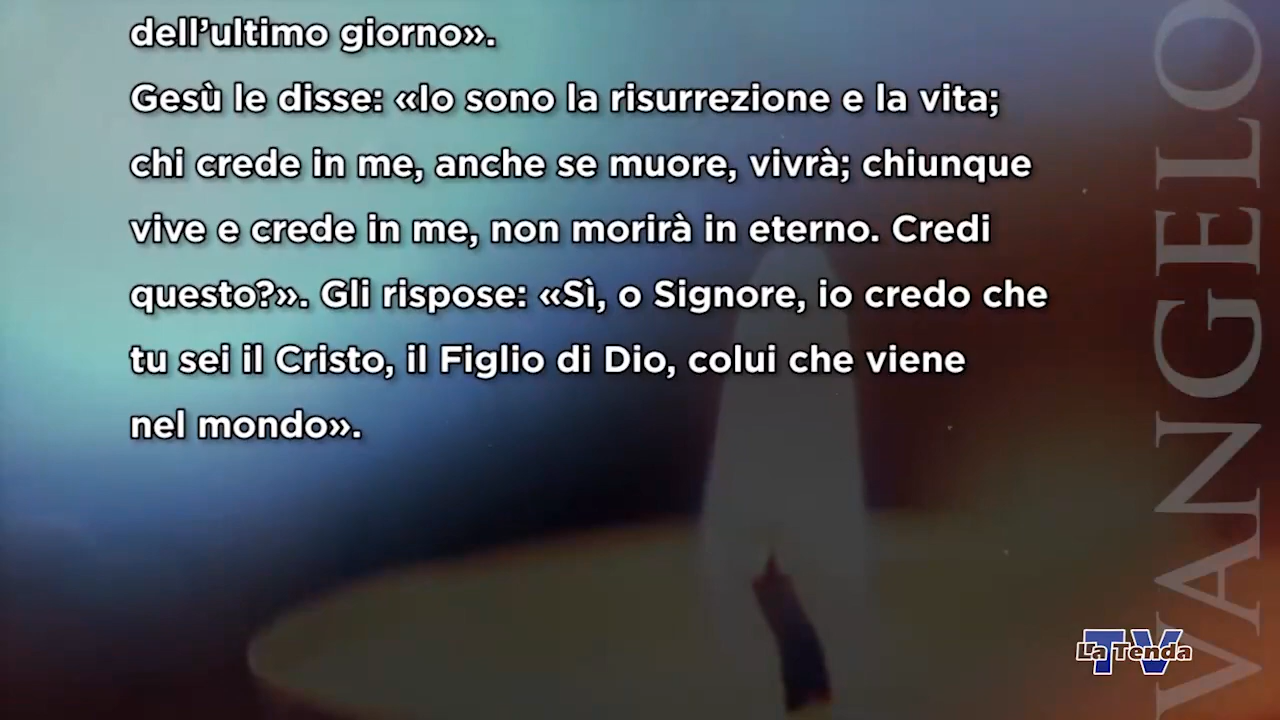 dell’ultimo giorno».
Gesù le disse: «Io sono la risurrezione e la vita;
chi crede in me, anche se muore, vivrà; chiunque
vive e crede in me, non morirà in eterno. Credi
questo?». Gli rispose: «Sì, o Signore, io credo che
tu sei il Cristo, il Figlio di Dio, colui che viene
nel mondo».
VANGELO
TV
La Tenda